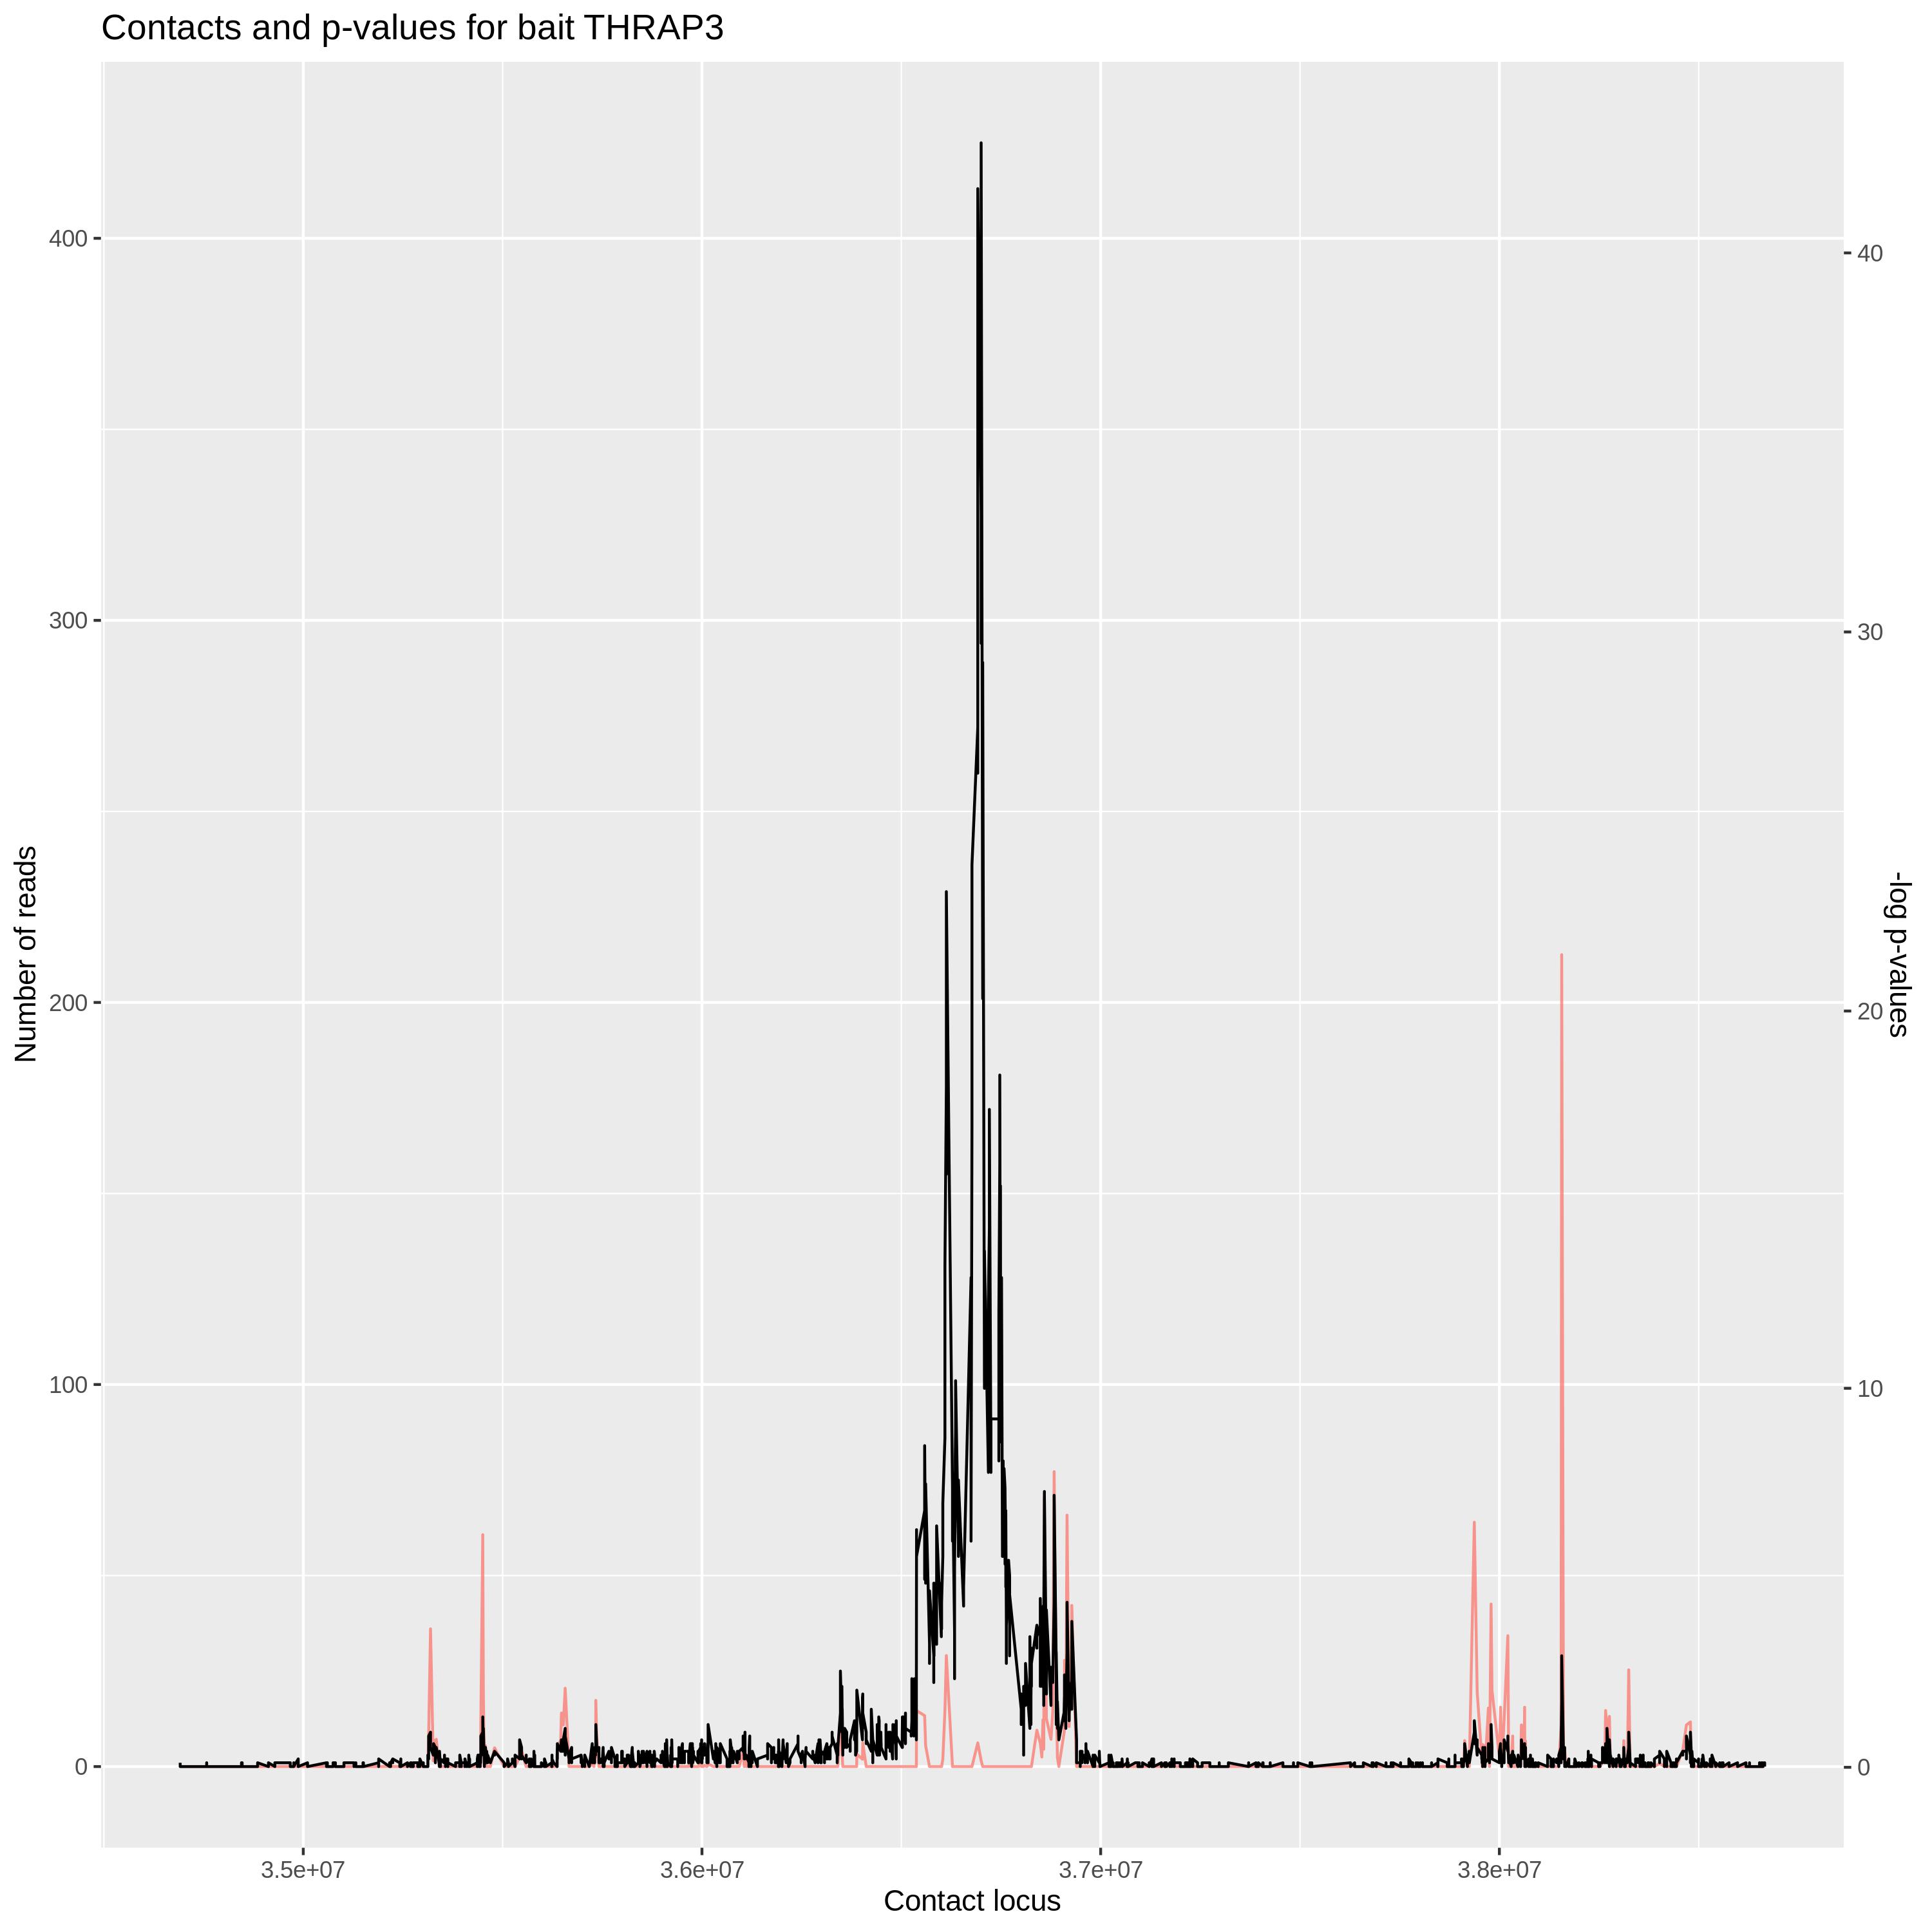 Contacts and p-values for bait THRAP3
Number of reads
400
300
200
100
0
40
30
20
10
0
-log p-values
3.5e+07 3.6e+07 3.7e+07 3.8e+07
Contact locus